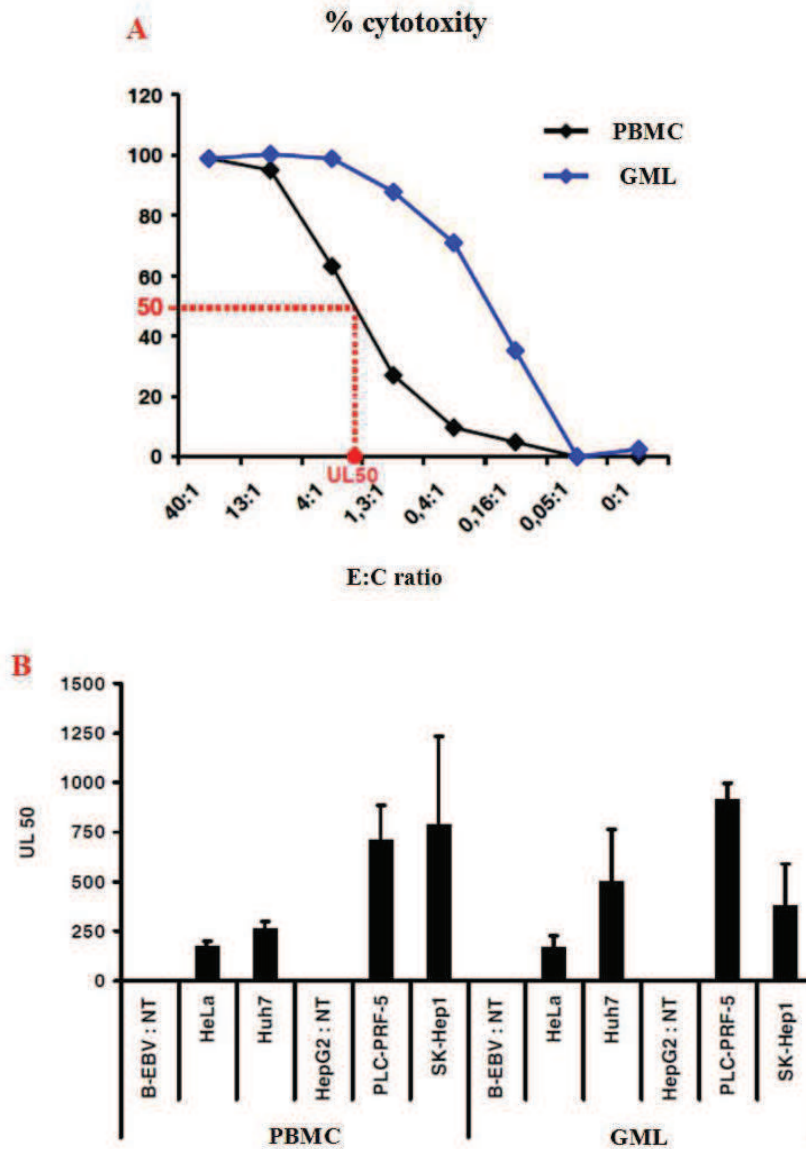 A
% cytotoxity
120
100
80
60
50
40
20
0
PBMC
GML
UL50
40:1
13:1
4:1
1,3:1
0,4:1
0,16:1
0,05:1
0:1
E:C ratio
B
1500
1250
1000
750
500
250
0
UL 50
B-EBV : NT
HeLa
Huh7
HepG2 : NT
PLC-PRF-5
SK-Hep1
B-EBV : NT
HeLa
Huh7
HepG2 : NT
PLC-PRF-5
SK-Hep1
PBMC
GML